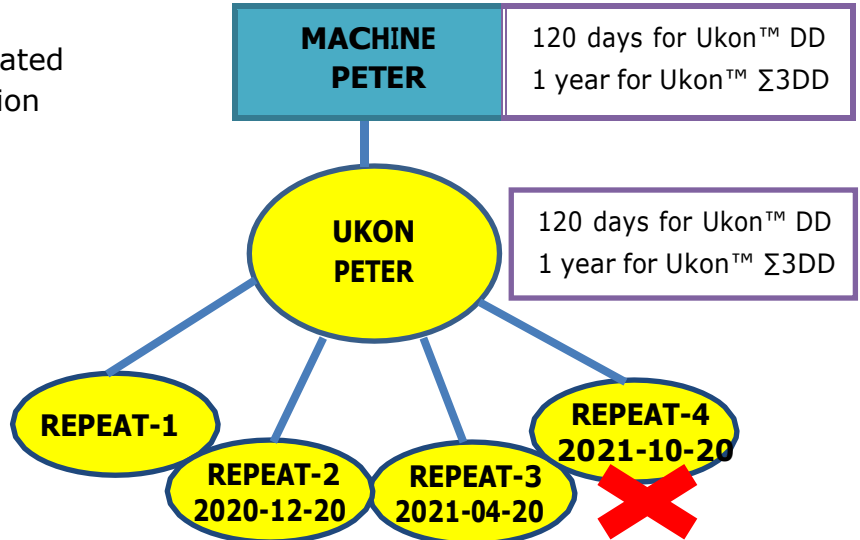 ated
ion
MACHINE
PETER
120 days for Ukon™ DD
1 year for Ukon™ ∑3DD
UKON
PETER
120 days for Ukon™ DD
1 year for Ukon™ ∑3DD
REPEAT-1
REPEAT-2
2020-12-20
REPEAT-3
2021-04-20
REPEAT-4
2021-10-20